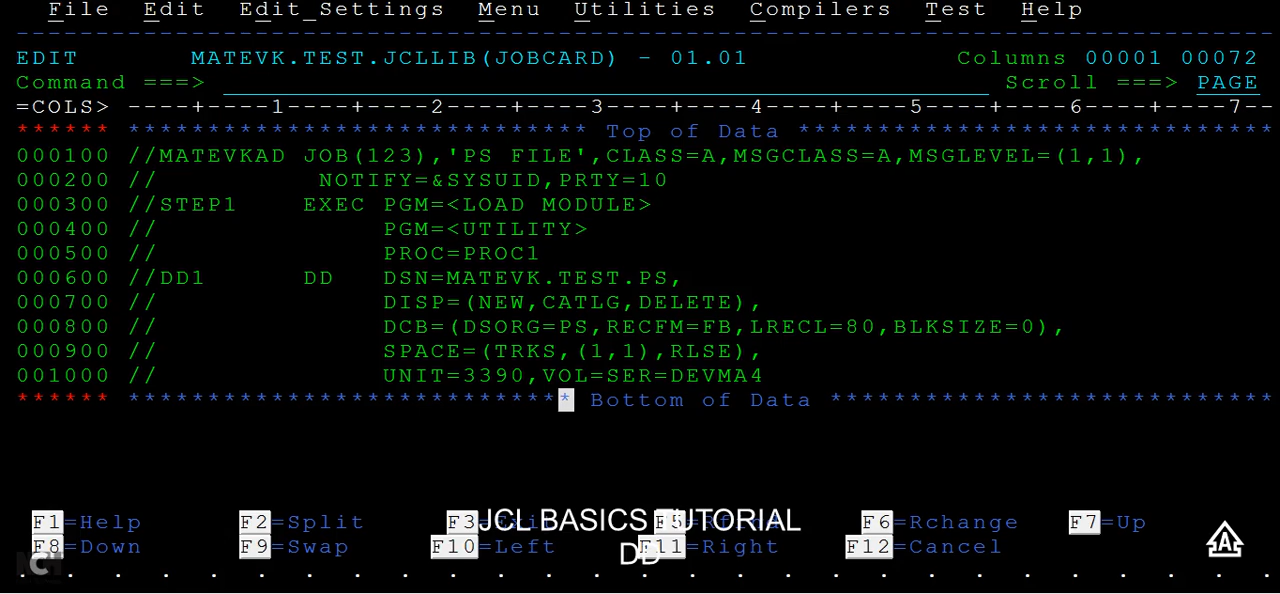 File Edit Edit_Settings Menu Utilities Compilers Test Help
EDIT MATEVK.TEST.JCLLIB(JOBCARD) - 01.01 Columns 00001 00072
Command ===> Scroll ===> PAGE
=COLS> ----+----1----+----2----+----3----+----4----+----5----+----6----+----7--
****** ***************************** Top of Data ******************************
000100 //MATEVKAD JOB(123),'PS FILE',CLASS=A,MSGCLASS=A,MSGLEVEL=(1,1),
000200 // NOTIFY=&SYSUID,PRTY=10
000300 //STEP1 EXEC PGM=<LOAD MODULE>
000400 // PGM=<UTILITY>
000500 // PROC=PROC1
000600 //DD1 DD DSN=MATEVK.TEST.PS,
000700 // DISP=(NEW,CATLG,DELETE),
000800 // DCB=(DSORG=PS,RECFM=FB,LRECL=80,BLKSIZE=0),
000900 // SPACE=(TRKS,(1,1),RLSE),
001000 // UNIT=3390,VOL=SER=DEVMA4
****** **************************** Bottom of Data ****************************
F1=Help F2=Split F3=Exit F5=Rfind F6=Rchange F7=Up
JCL BASICS TUTORIAL
F8=Down F9=Swap F10=Left F11=Right F12=Cancel
DD